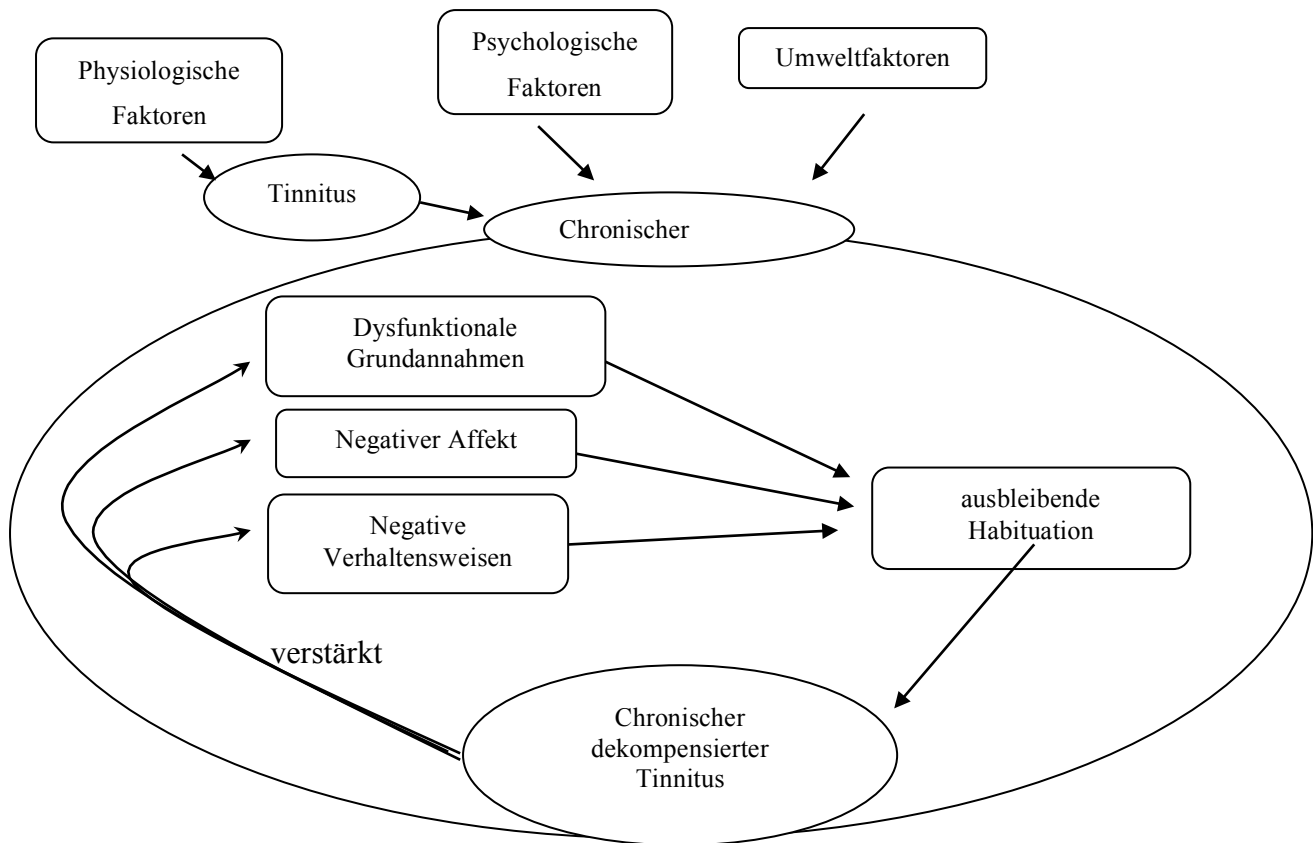 Physiologische
Faktoren
Psychologische
Faktoren
Umweltfaktoren
Tinnitus
Chronischer
Dysfunktionale
Grundannahmen
Negativer Affekt
Negative
Verhaltensweisen
ausbleibende
Habituation
verstärkt
Chronischer
dekompensierter
Tinnitus